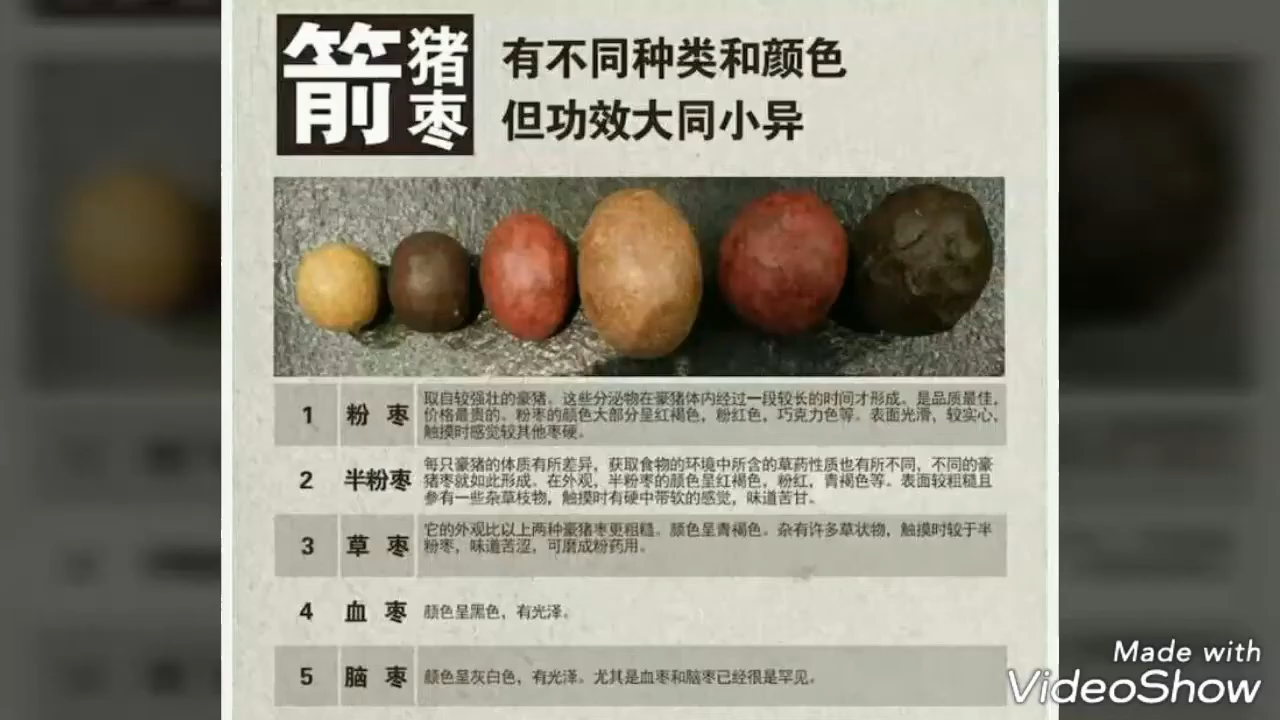 箭猪枣
有不同种类和颜色
但功效大同小异
1 粉枣 取自较强壮的豪猪。这些分泌物在豪猪体内经过一段较长的时间才形成。是品质最佳，
价格最贵的。粉枣的颜色大部分呈红褐色，粉红色，巧克力色等。表面光滑，较实心，
触摸时感觉较其他枣硬。
2 半粉枣 每只豪猪的体质有所差异，获取食物的环境中所含的草药性质也有所不同，不同的豪
猪枣就如此形成。在外观，半粉枣的颜色呈红褐色，粉红，青褐色等。表面较粗糙且
参有一些杂草枝物，触摸时有硬中带软的感觉，味道苦甘。
3 草枣 它的外观比以上两种豪猪枣更粗糙。颜色呈青褐色。杂有许多草状物，触摸时较于半
粉枣，味道苦涩，可磨成粉药用。
4 血枣 颜色呈黑色，有光泽。
5 脑枣 颜色呈灰白色，有光泽。尤其是血枣和脑枣已经很是罕见。
Made with
VideoShow